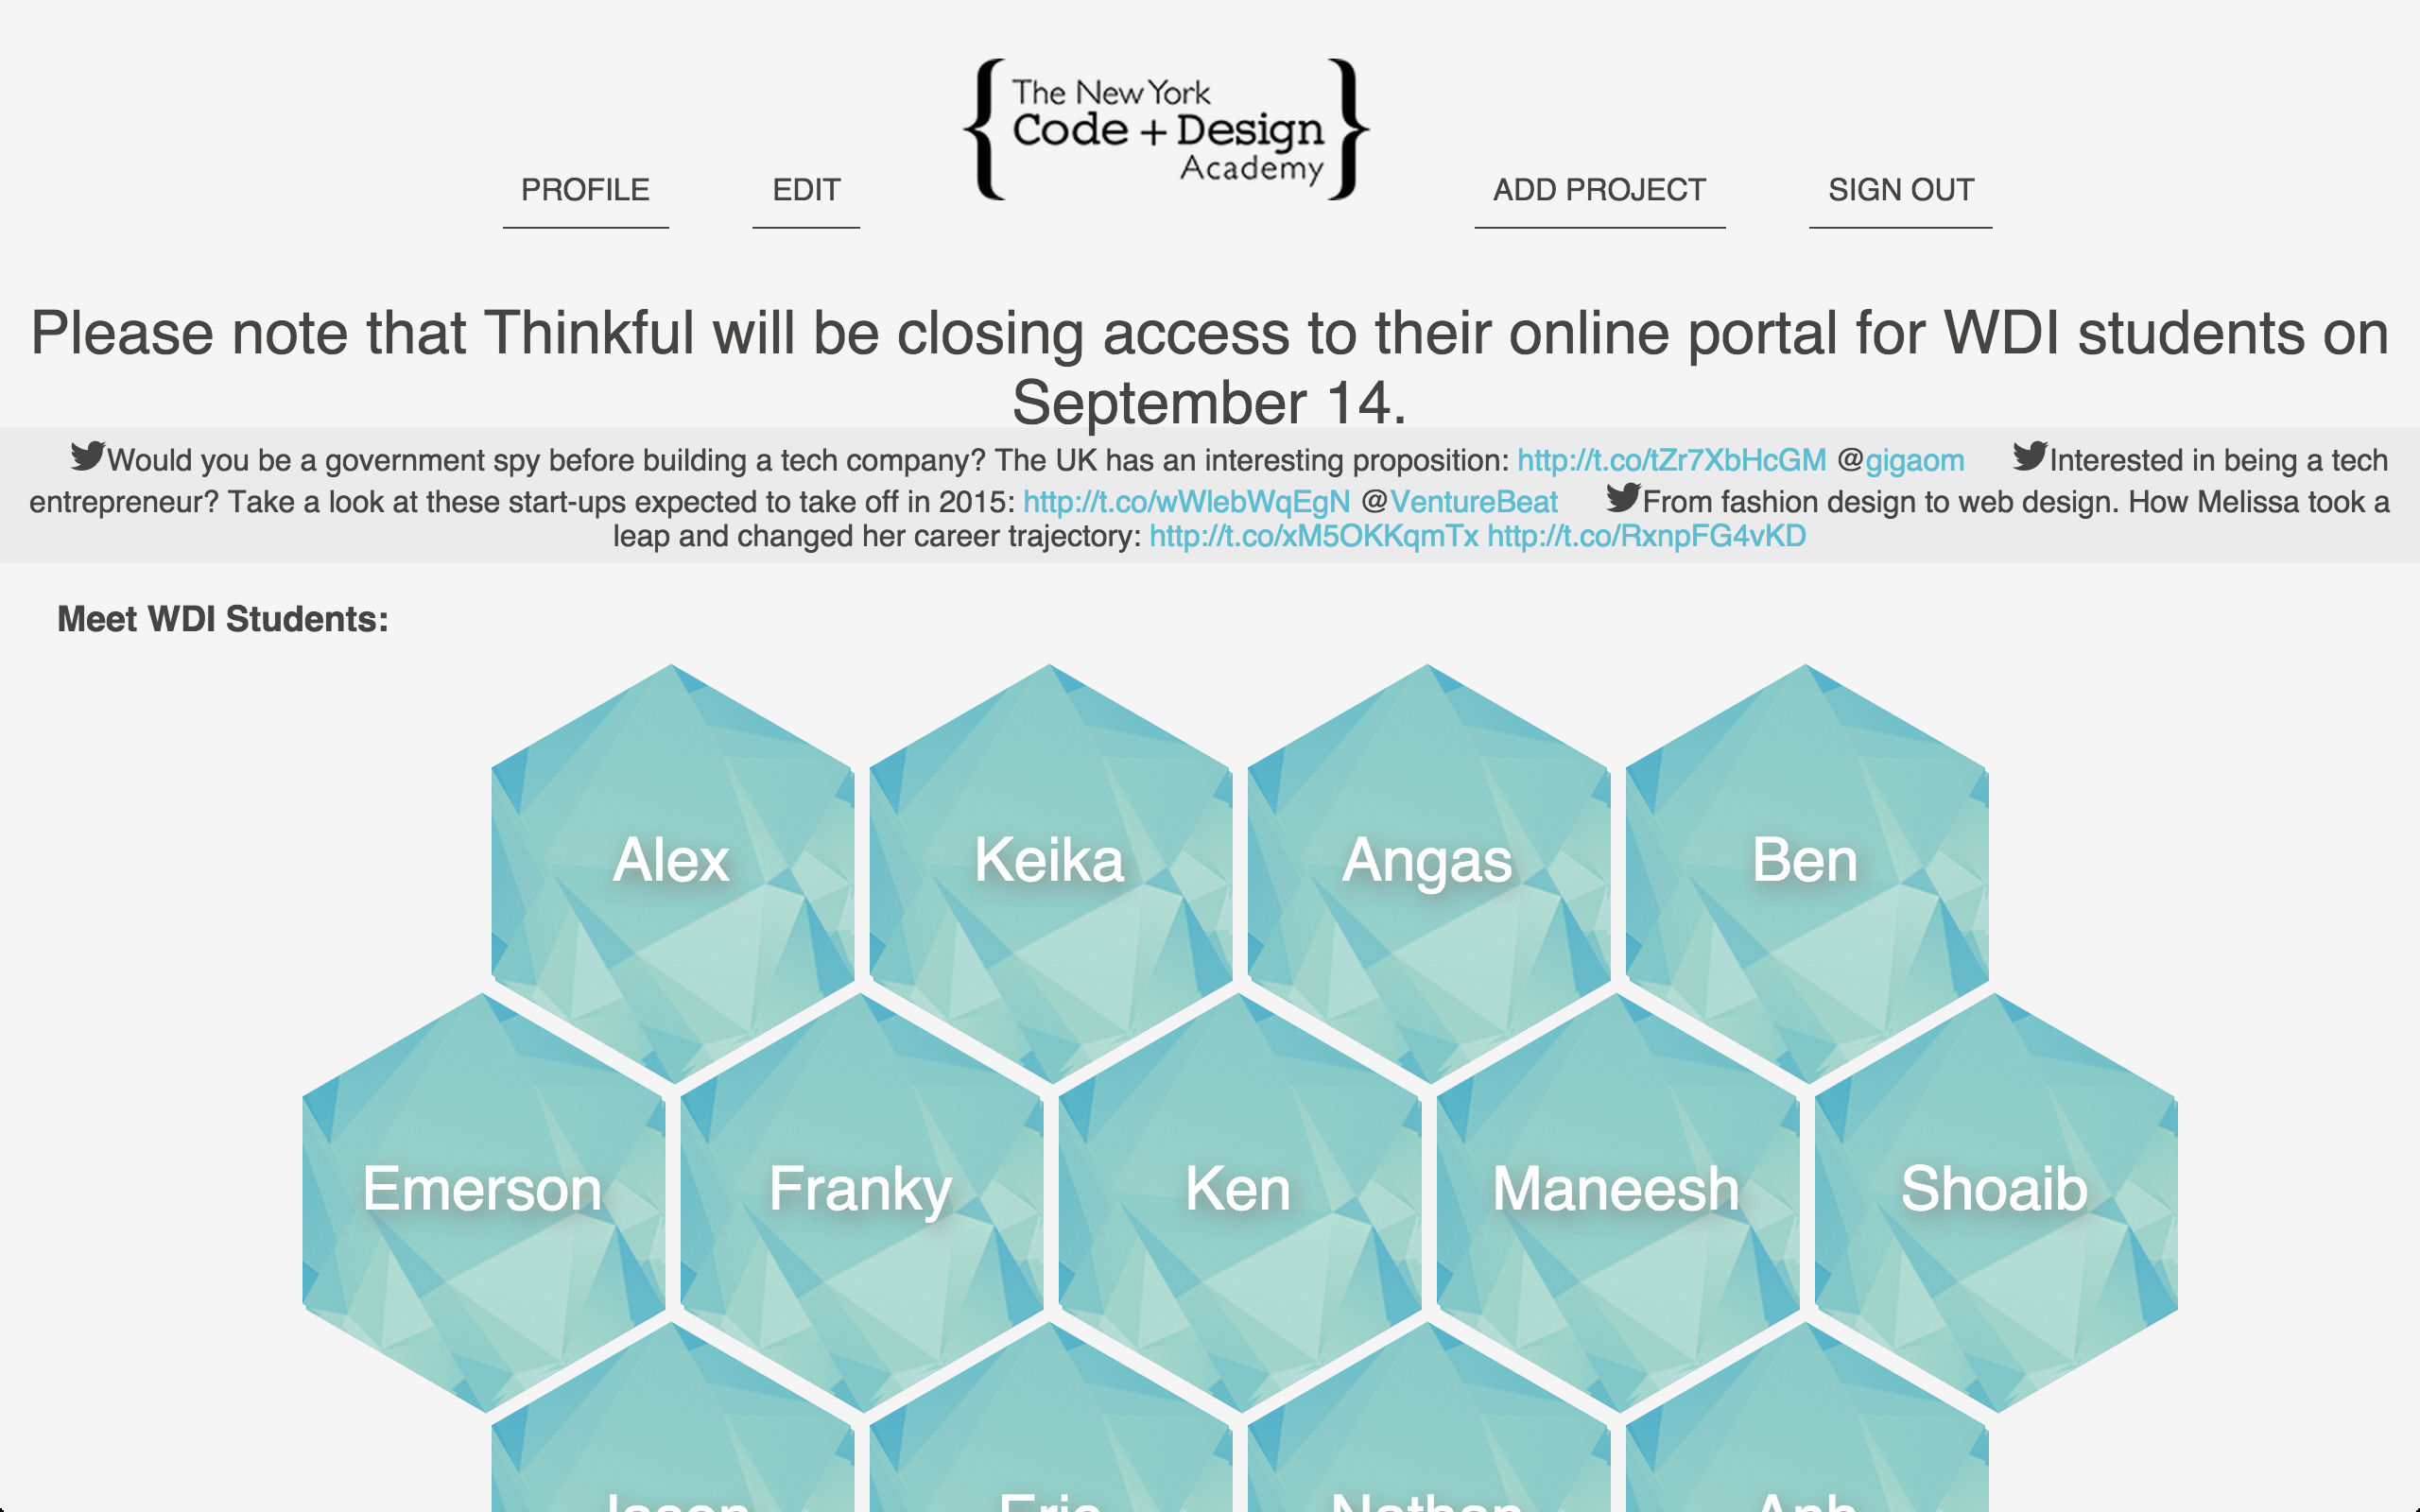 The New York
Code + Design
Academy
PROFILE
EDIT
ADD PROJECT
SIGN OUT
Please note that Thinkful will be closing access to their online portal for WDI students on
September 14.
Would you be a government spy before building a tech company? The UK has an interesting proposition: http://t.co/tZr7XbHcGM @gigaom Interested in being a tech
entrepreneur? Take a look at these start-ups expected to take off in 2015: http://t.co/wWlebWqEgN @VentureBeat From fashion design to web design. How Melissa took a
leap and changed her career trajectory: http://t.co/xM5OKKqmTx http://t.co/RxnpFG4vKD
Meet WDI Students:
Alex
Keika
Angas
Ben
Emerson
Franky
Ken
Maneesh
Shoaib
Nathan